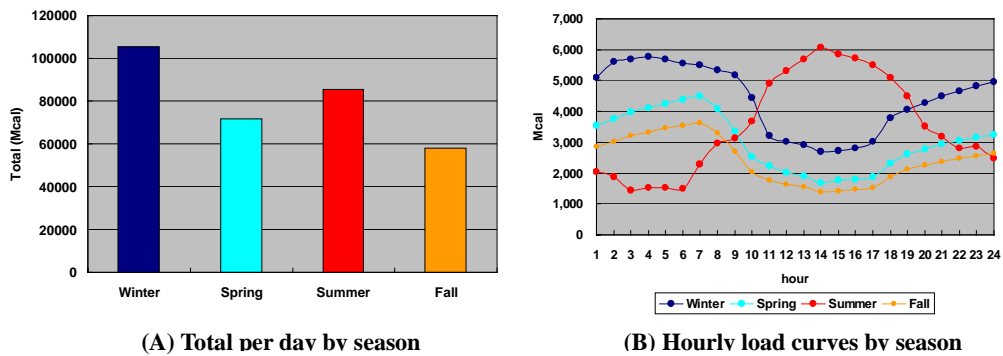 120000
100000
80000
60000
40000
20000
0
Total (Mcal)
Winter Spring Summer Fall
(A) Total per day by season
7,000
6,000
5,000
4,000
3,000
2,000
1,000
0
Mcal
1 2 3 4 5 6 7 8 9 10 11 12 13 14 15 16 17 18 19 20 21 22 23 24
hour
Winter Spring Summer Fall
(B) Hourly load curves by season